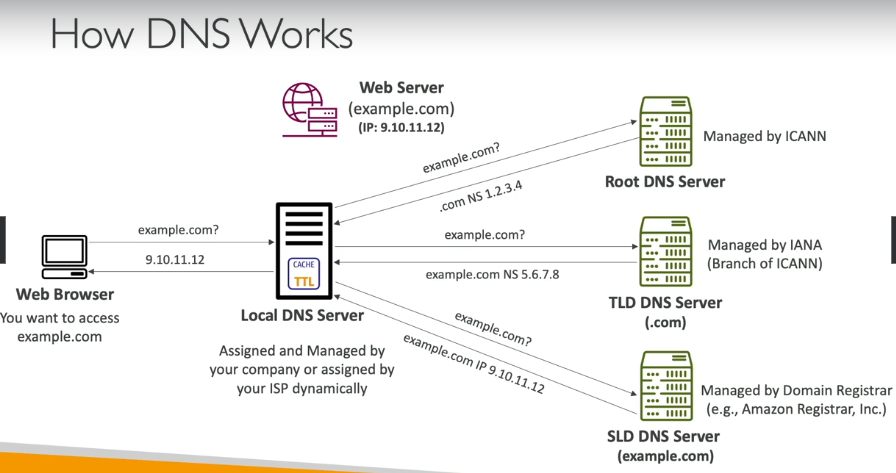 How DNS Works
Web Server
(example.com)
(IP: 9.10.11.12)
example.com?
.com NS 1.2.3.4
Managed by ICANN
Root DNS Server
example.com?
9.10.11.12
Web Browser
You want to access
example.com
CACHE
TTL
Local DNS Server
Assigned and Managed by
your company or assigned by
your ISP dynamically
example.com?
example.com NS 5.6.7.8
Managed by IANA
(Branch of ICANN)
TLD DNS Server
(.com)
example.com?
example.com IP 9.10.11.12
Managed by Domain Registrar
(e.g., Amazon Registrar, Inc.)
SLD DNS Server
(example.com)